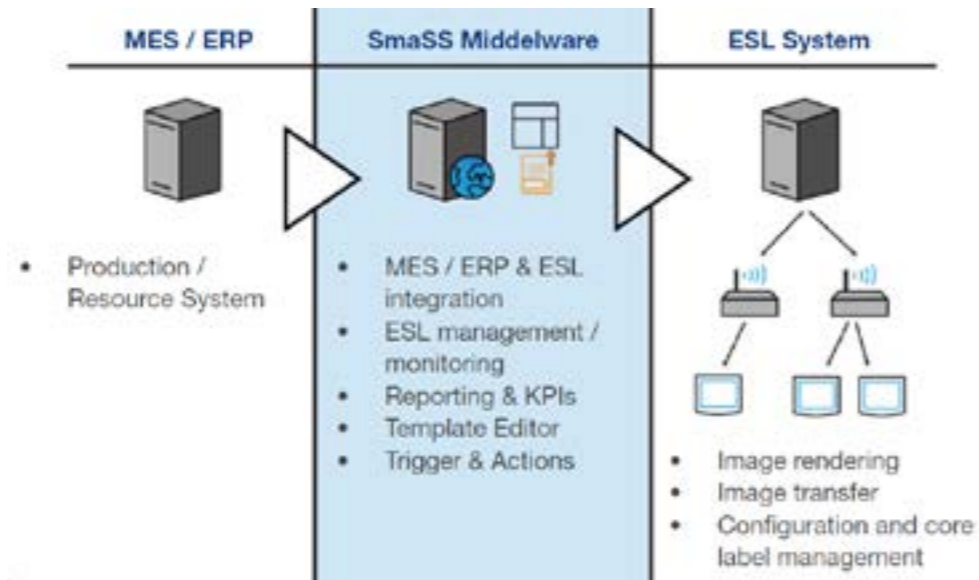 MES / ERP
SmaSS Middelware
ESL System
• Production /
Resource System
• MES / ERP & ESL
integration
• ESL management /
monitoring
• Reporting & KPIs
• Template Editor
• Trigger & Actions
• Image rendering
• Image transfer
• Configuration and core
label management